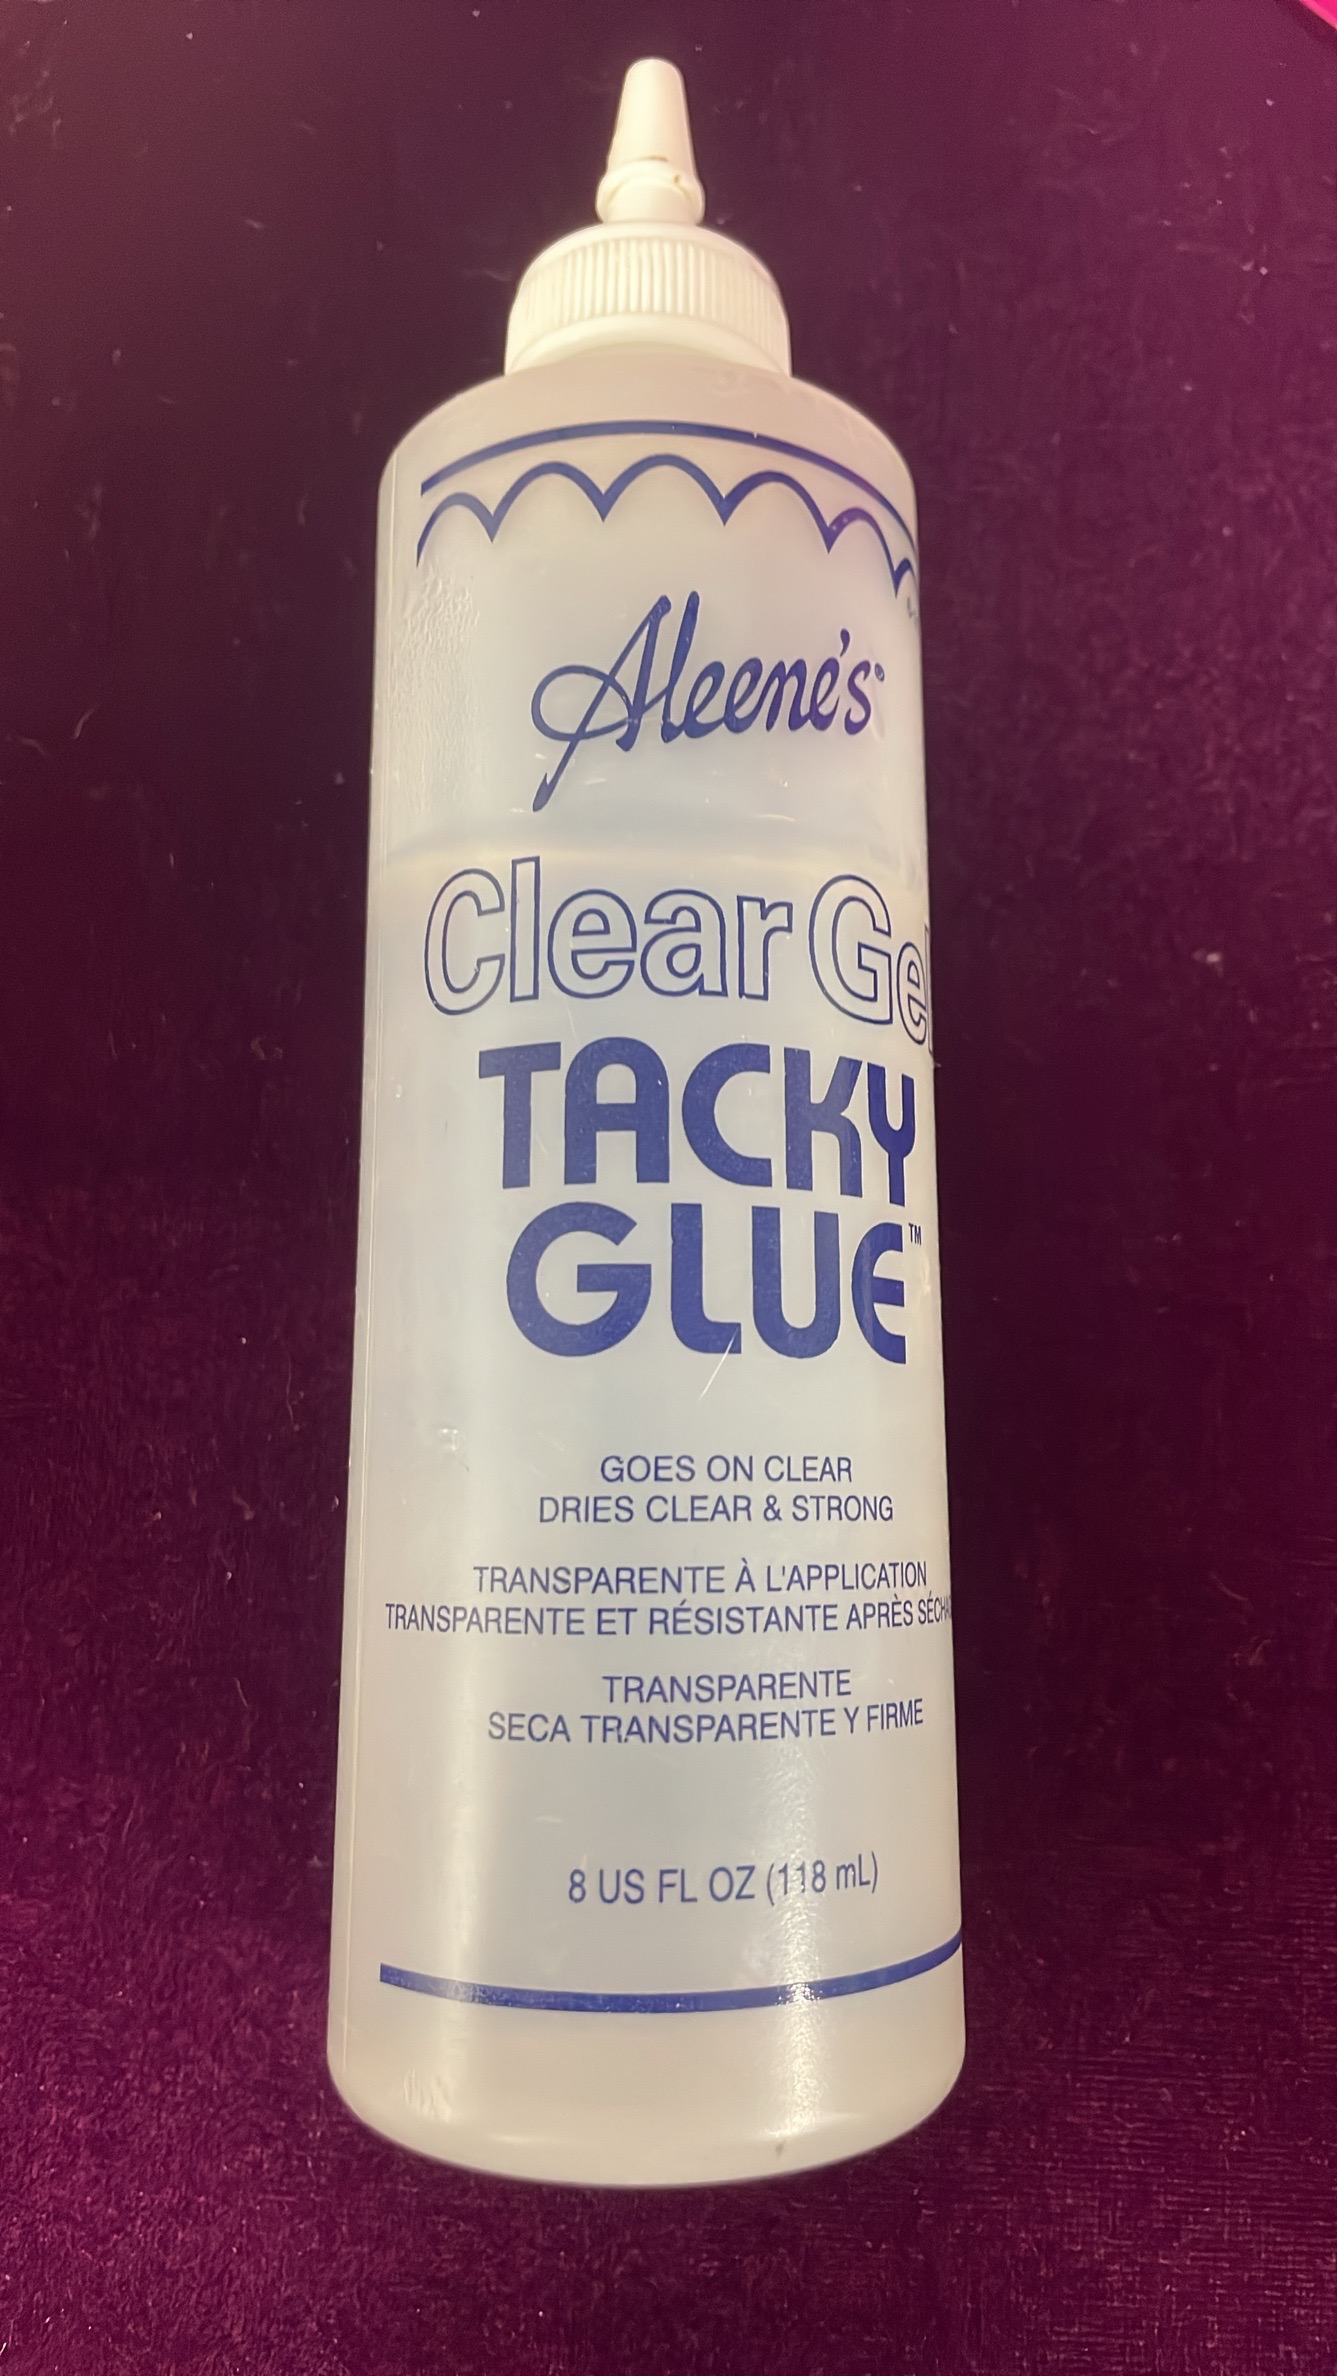 Aleene's®
Clear Gel
TACKY
GLUE™
GOES ON CLEAR
DRIES CLEAR & STRONG
TRANSPARENTE À L'APPLICATION
TRANSPARENTE ET RÉSISTANTE APRÈS
TRANSPARENTE
SECA TRANSPARENTE Y FIRME
8 US FL OZ (118 mL)